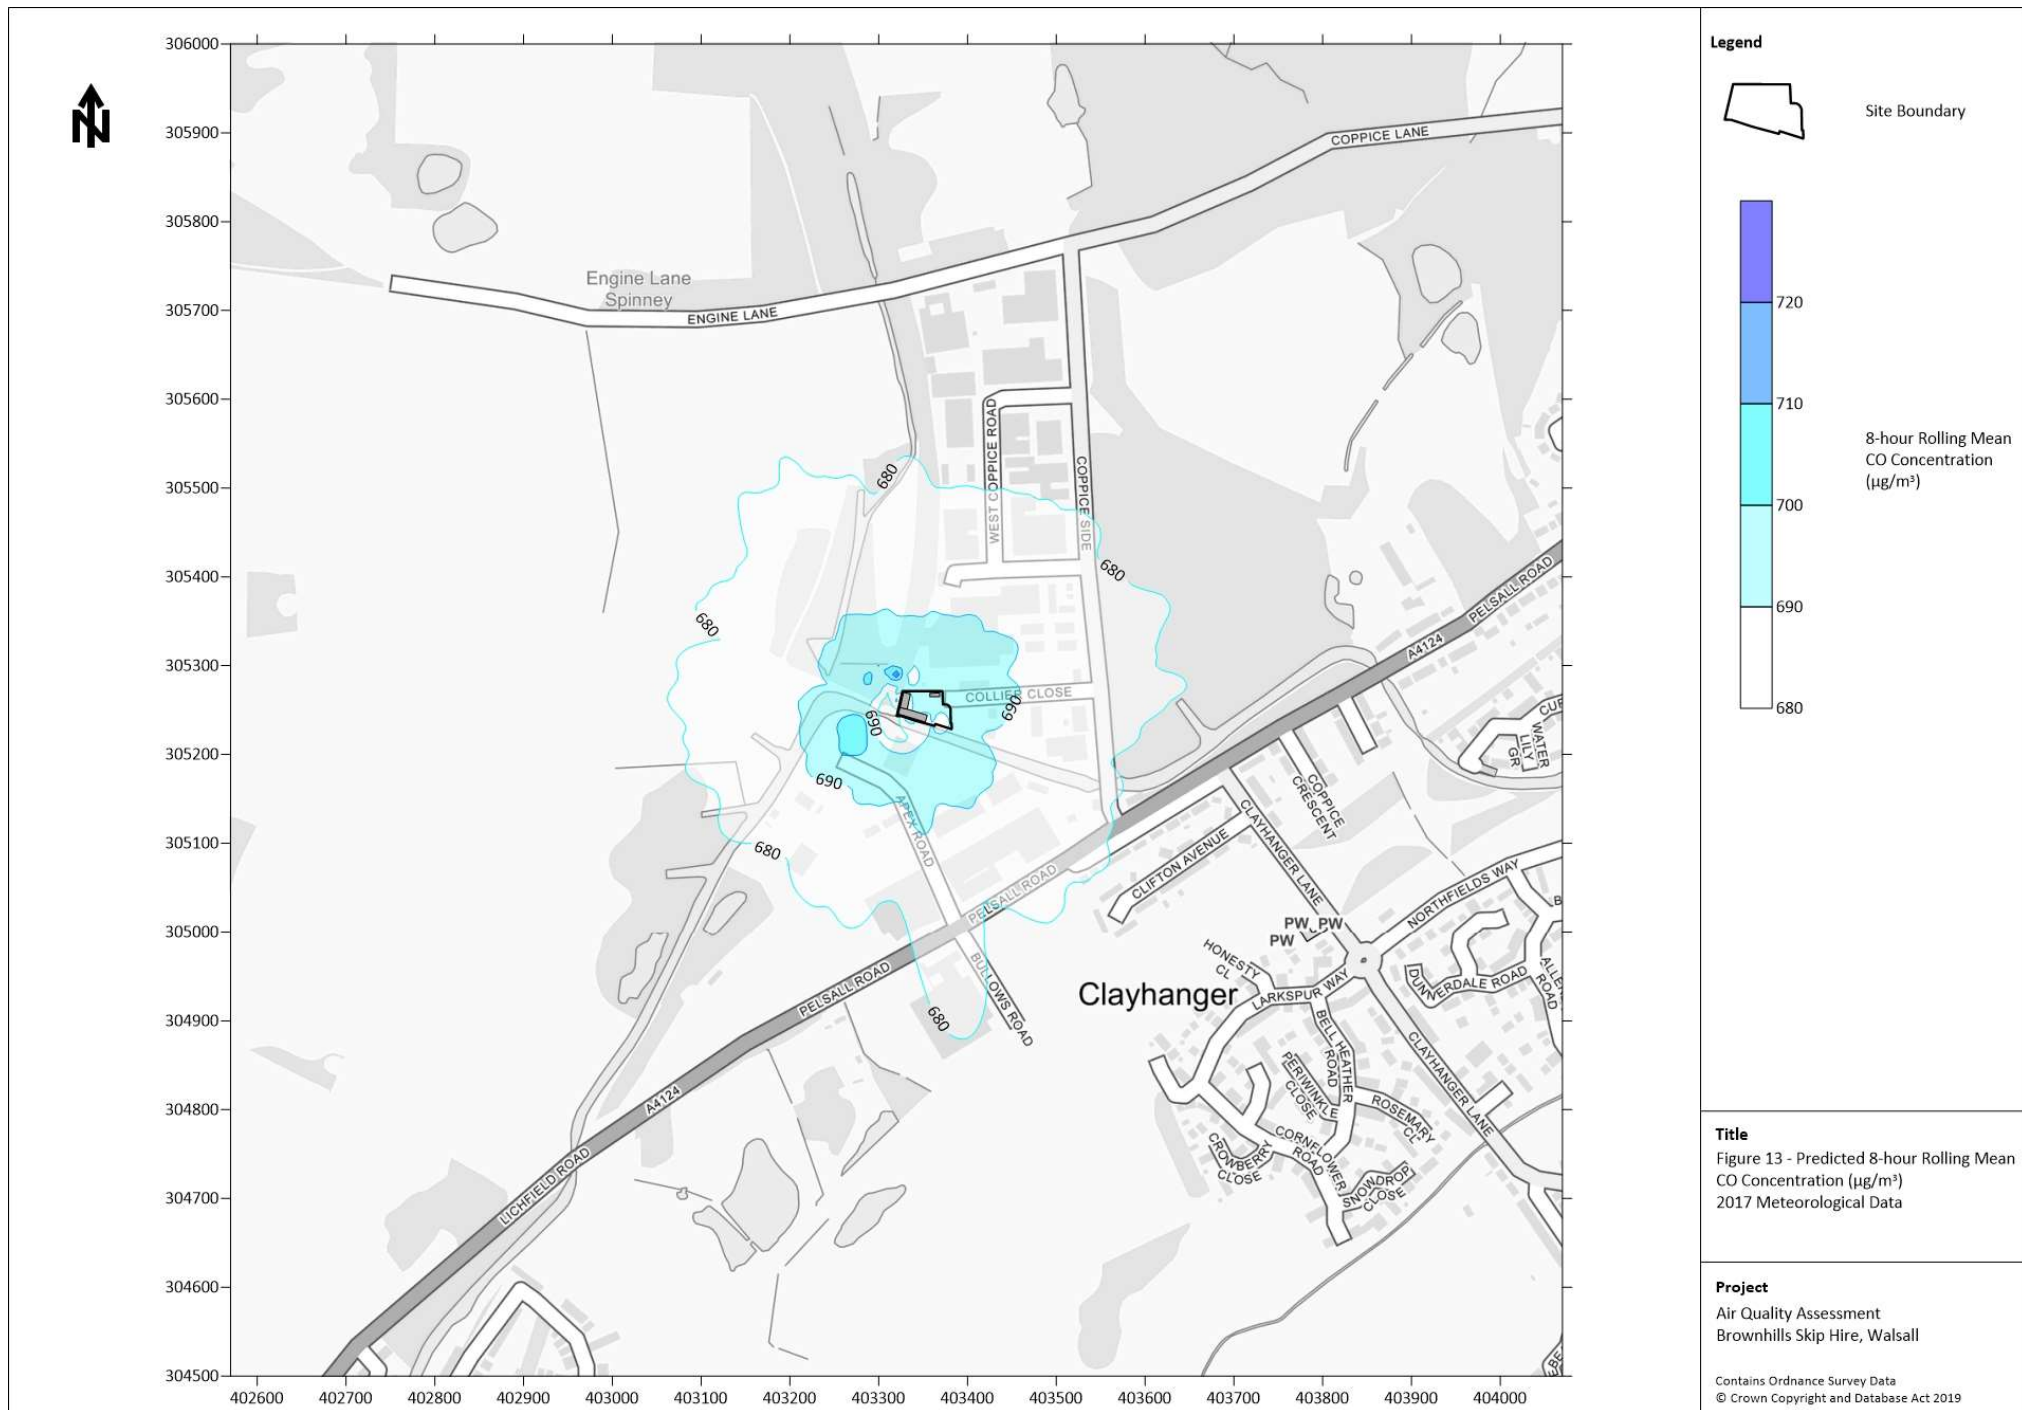 306000
305900
305800
305700
305600
305500
305400
305300
305200
305100
305000
304900
304800
304700
304600
304500
402600
402700
402800
402900
403000
403100
403200
403300
403400
403500
403600
403700
403800
403900
404000
N
COPPICE LANE
Engine Lane
Spinney
ENGINE LANE
WEST COPPICE ROAD
COPPICE SIDE
680
680
680
COLLIER CLOSE
690
690
690
APEX ROAD
680
PELSALL ROAD
A4124
PELSALL ROAD
CUR
WATER
LILY
GR
COPPICE
CRESCENT
CLAYHANGER LANE
CLIFTON AVENUE
NORTHFIELDS WAY
PW
PW
PW
HONESTY
CL
LARKSPUR WAY
DUNNERDALE ROAD
ALLEN
ROAD
B
Clayhanger
BULLOWS ROAD
680
PELSALL ROAD
A4124
LICHFIELD ROAD
BELL HEATHER
ROAD
PERIWINKLE
CLOSE
ROSEMARY
CL
CLAYHANGER LANE
CORNFLOWER
ROAD
CROWBERRY
CLOSE
SNOWDROP
CLOSE
Legend
Site Boundary
720
710
700
690
680
8-hour Rolling Mean
CO Concentration
(µg/m³)
Title
Figure 13 - Predicted 8-hour Rolling Mean
CO Concentration (µg/m³)
2017 Meteorological Data
Project
Air Quality Assessment
Brownhills Skip Hire, Walsall
Contains Ordnance Survey Data
© Crown Copyright and Database Act 2019